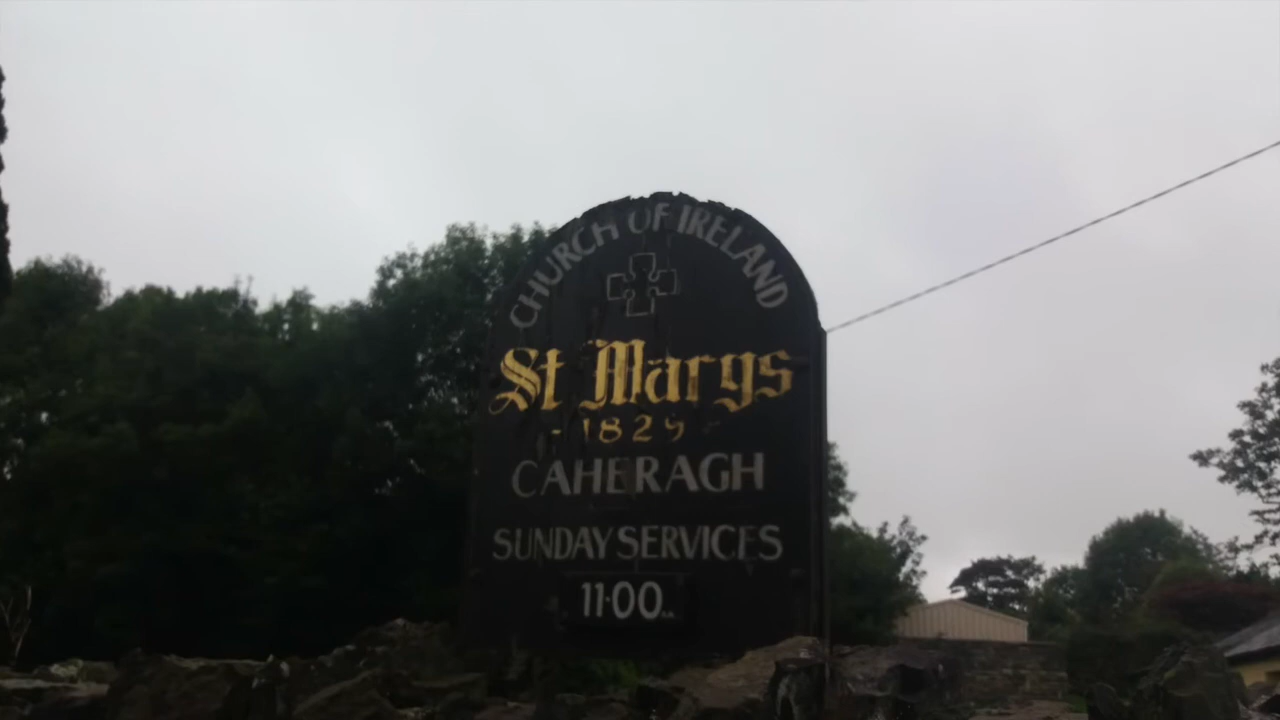 CHURCH OF IRELAND
St Marys
-1829-
CAHERAGH
SUNDAY SERVICES
11·00